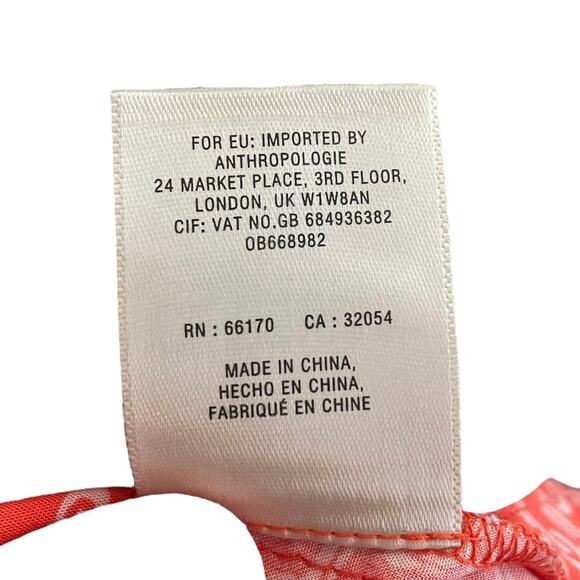 FOR EU: IMPORTED BY
ANTHROPOLOGIE
24 MARKET PLACE, 3RD FLOOR,
LONDON, UK W1W8AN
CIF: VAT NO.GB 684936382
OB668982
RN : 66170 CA : 32054
MADE IN CHINA,
HECHO EN CHINA,
FABRIQUÉ EN CHINE